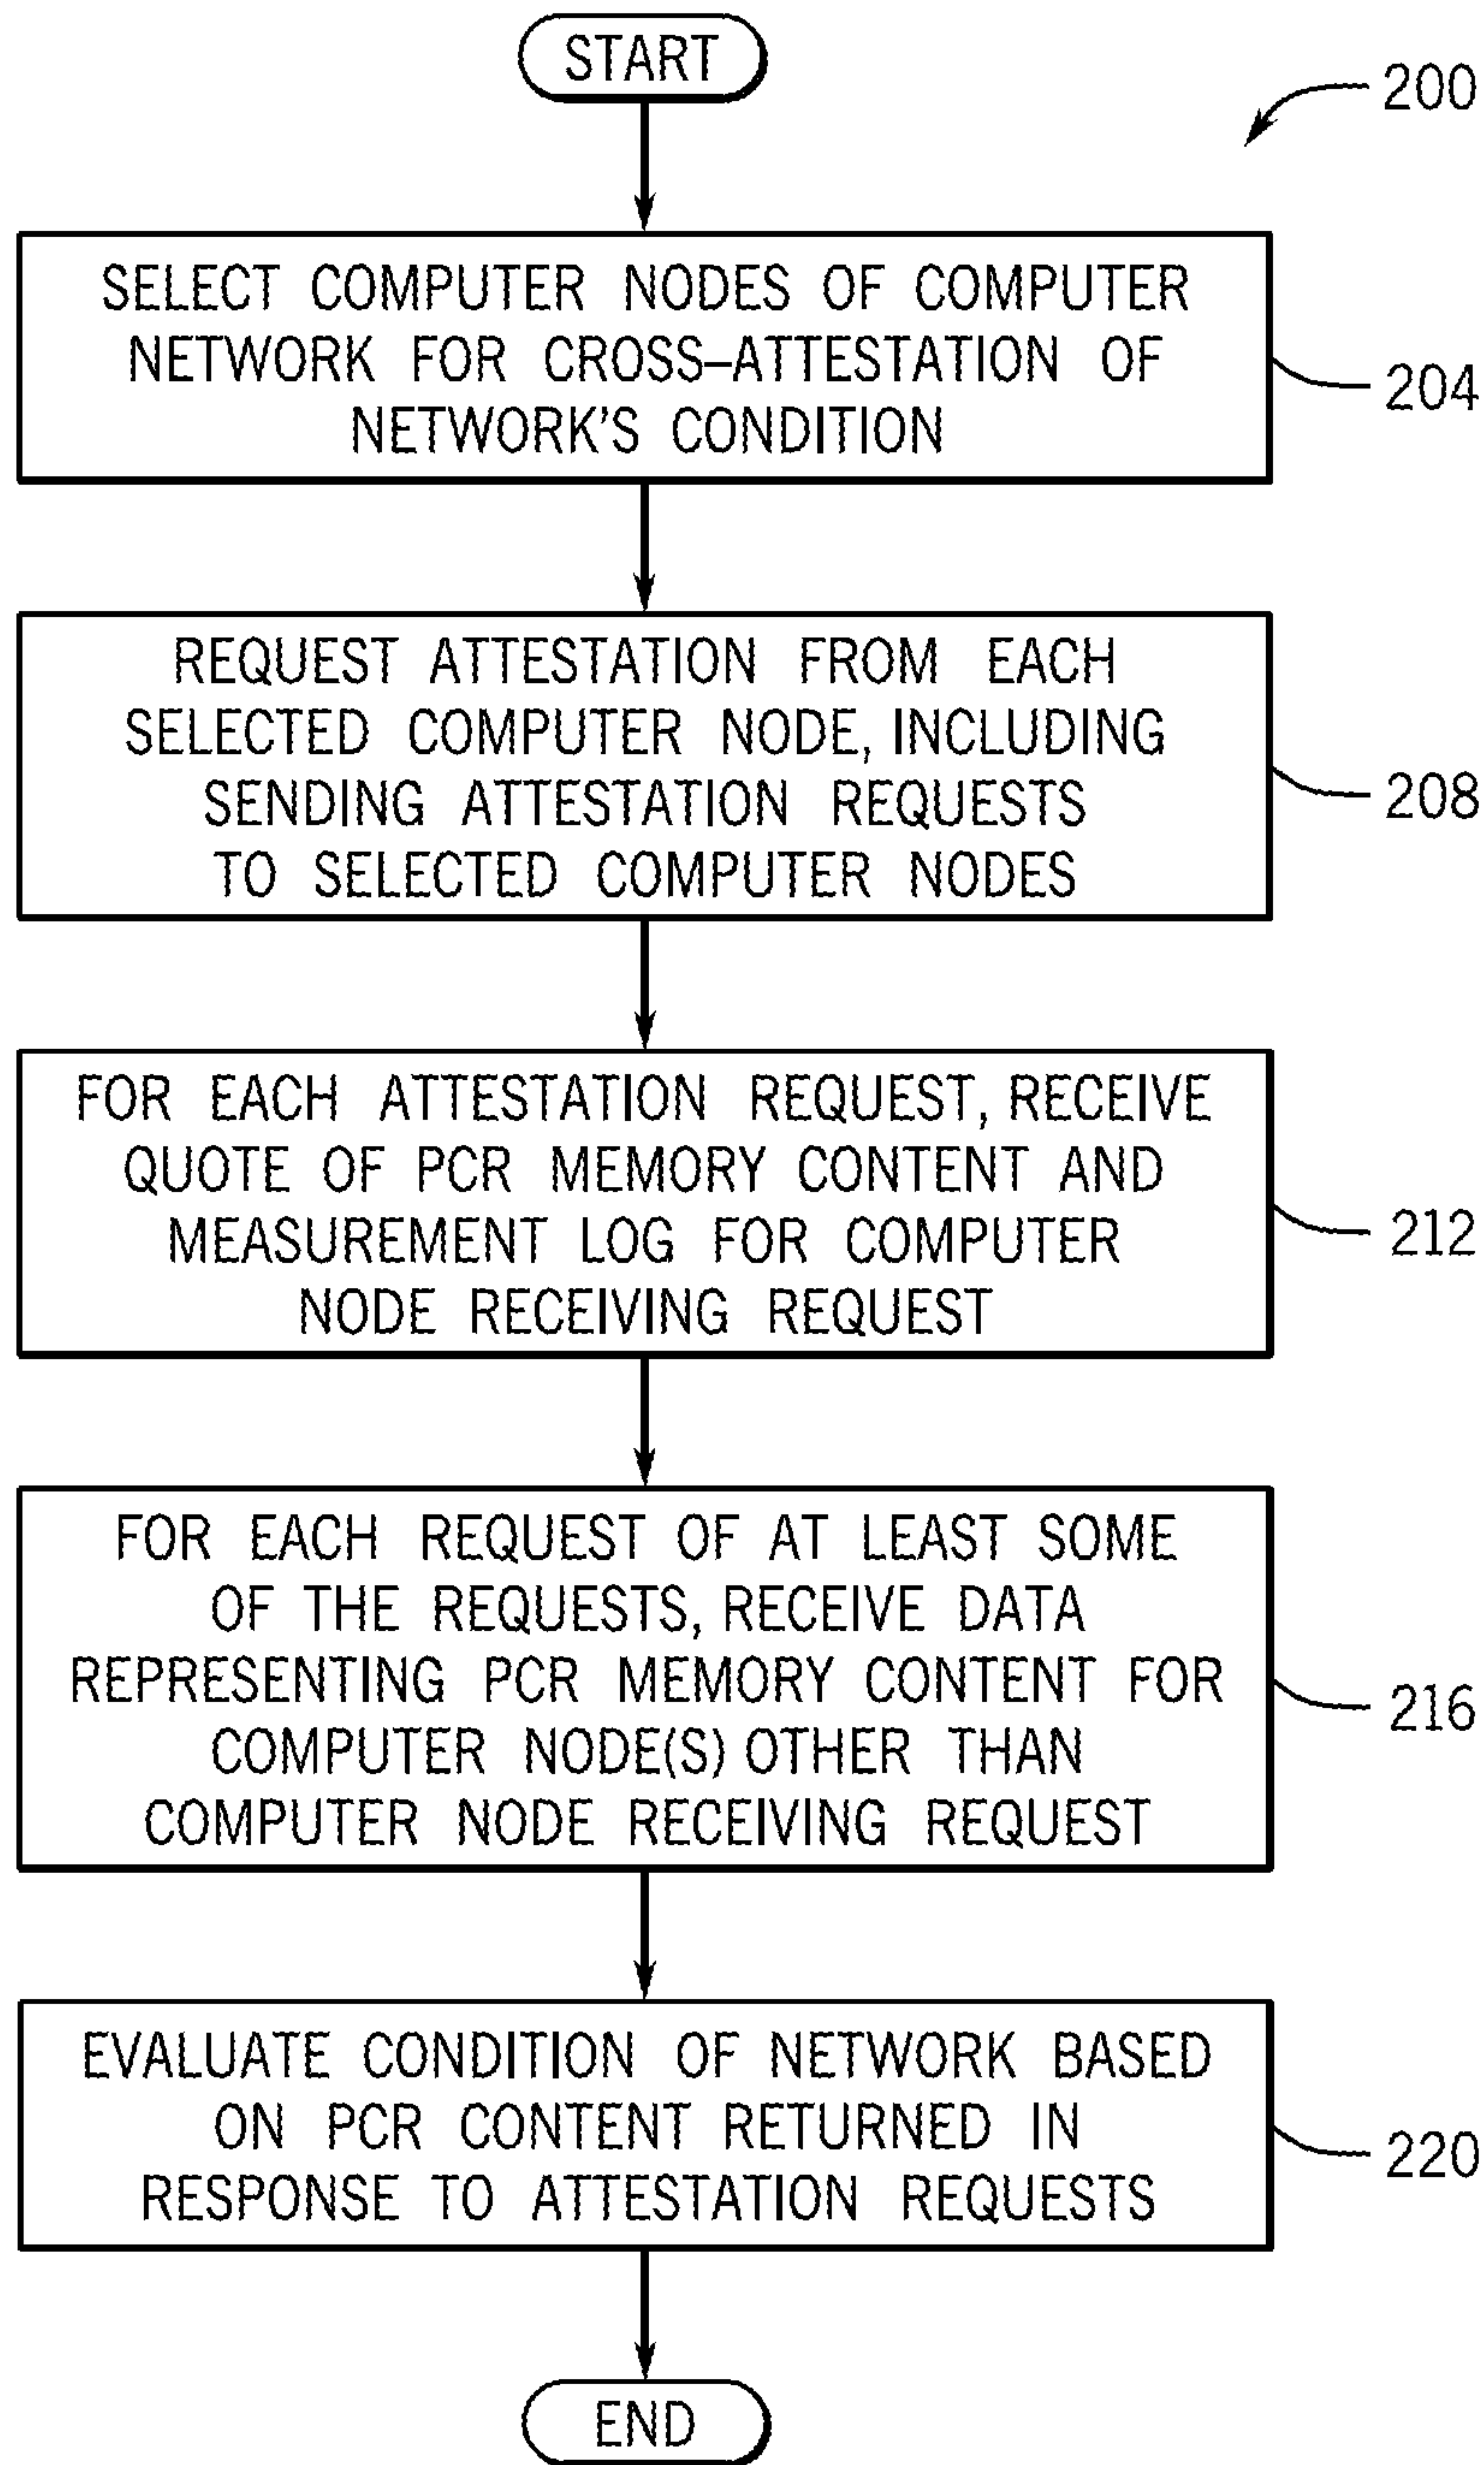 START
200
SELECT COMPUTER NODES OF COMPUTER
NETWORK FOR CROSS–ATTESTATION OF
NETWORK'S CONDITION
204
REQUEST ATTESTATION FROM EACH
SELECTED COMPUTER NODE, INCLUDING
SENDING ATTESTATION REQUESTS
TO SELECTED COMPUTER NODES
208
FOR EACH ATTESTATION REQUEST, RECEIVE
QUOTE OF PCR MEMORY CONTENT AND
MEASUREMENT LOG FOR COMPUTER
NODE RECEIVING REQUEST
212
FOR EACH REQUEST OF AT LEAST SOME
OF THE REQUESTS, RECEIVE DATA
REPRESENTING PCR MEMORY CONTENT FOR
COMPUTER NODE(S) OTHER THAN
COMPUTER NODE RECEIVING REQUEST
216
EVALUATE CONDITION OF NETWORK BASED
ON PCR CONTENT RETURNED IN
RESPONSE TO ATTESTATION REQUESTS
220
END